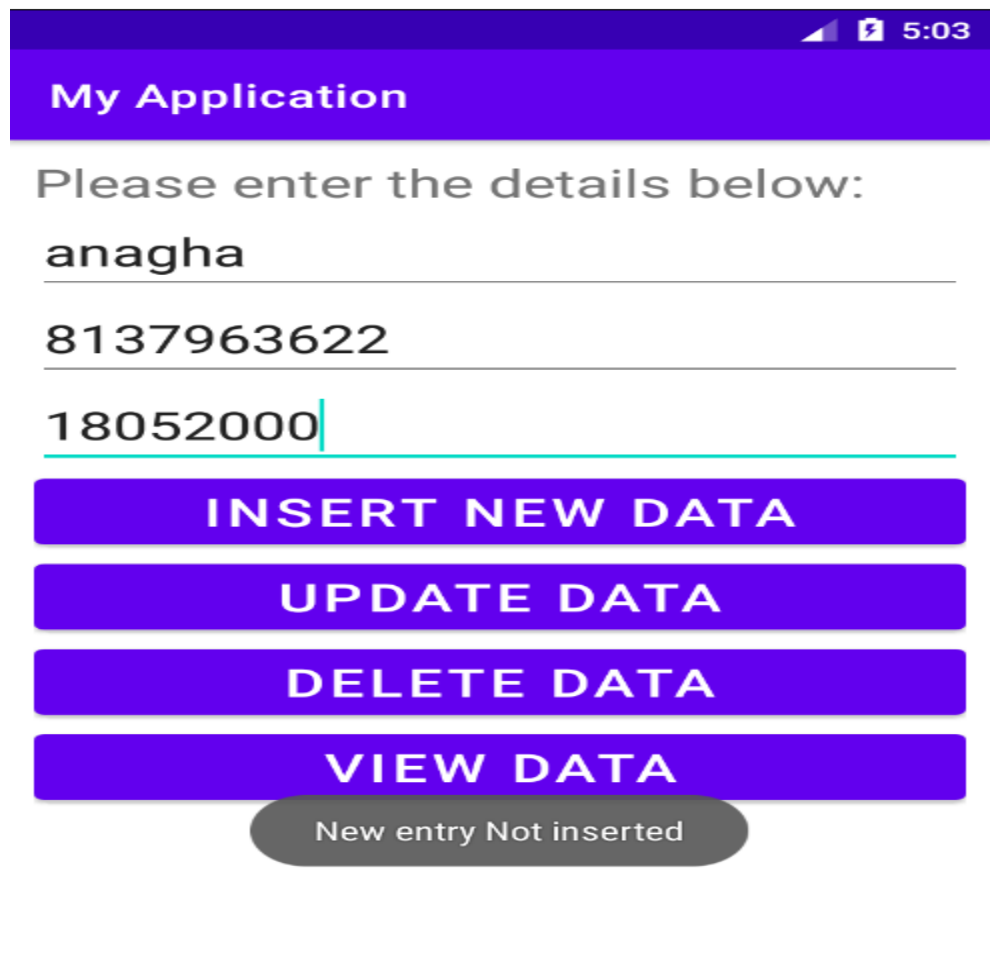 5:03
My Application
Please enter the details below:
anagha
8137963622
18052000
INSERT NEW DATA
UPDATE DATA
DELETE DATA
VIEW DATA
New entry Not inserted